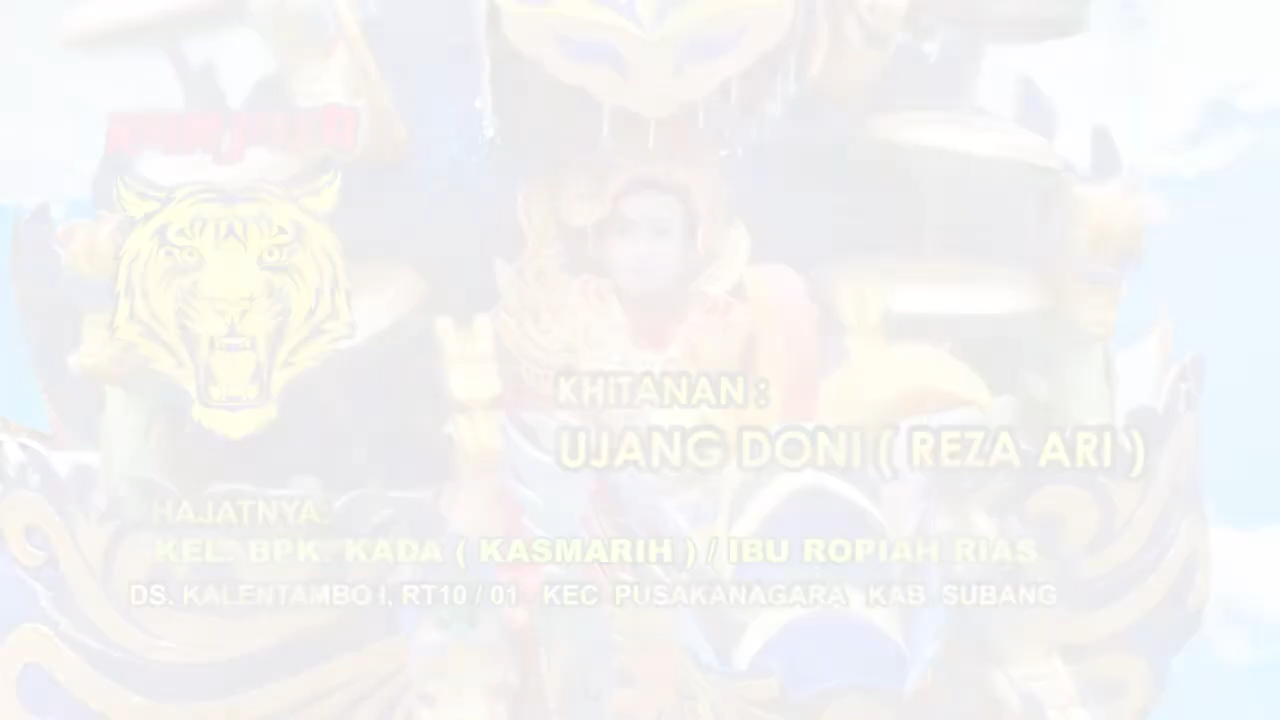 KHITANAN :
UJANG DONI ( REZA ARI )
HAJATNYA:
KEL. BPK. KADA ( KASMARIH ) / IBU ROPIAH RIAS
DS. KALENTAMBO I, RT10 / 01 KEC PUSAKANAGARA KAB SUBANG